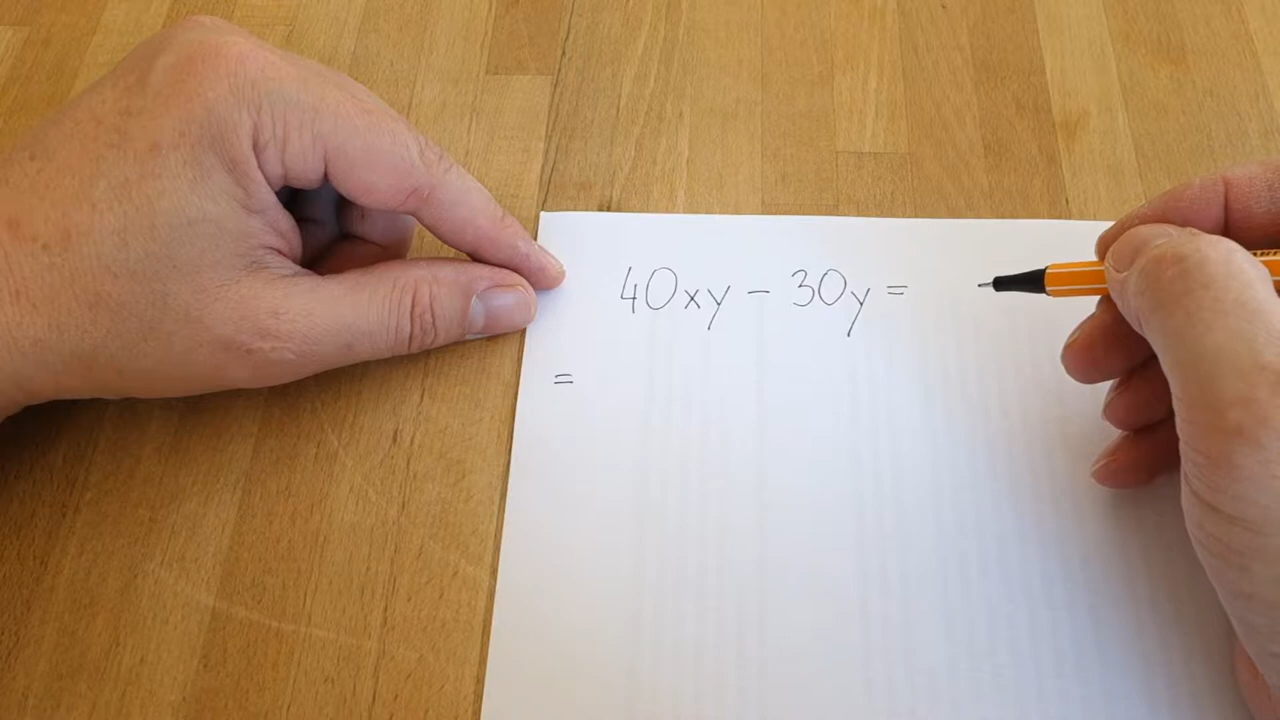 40xy − 30y =
=